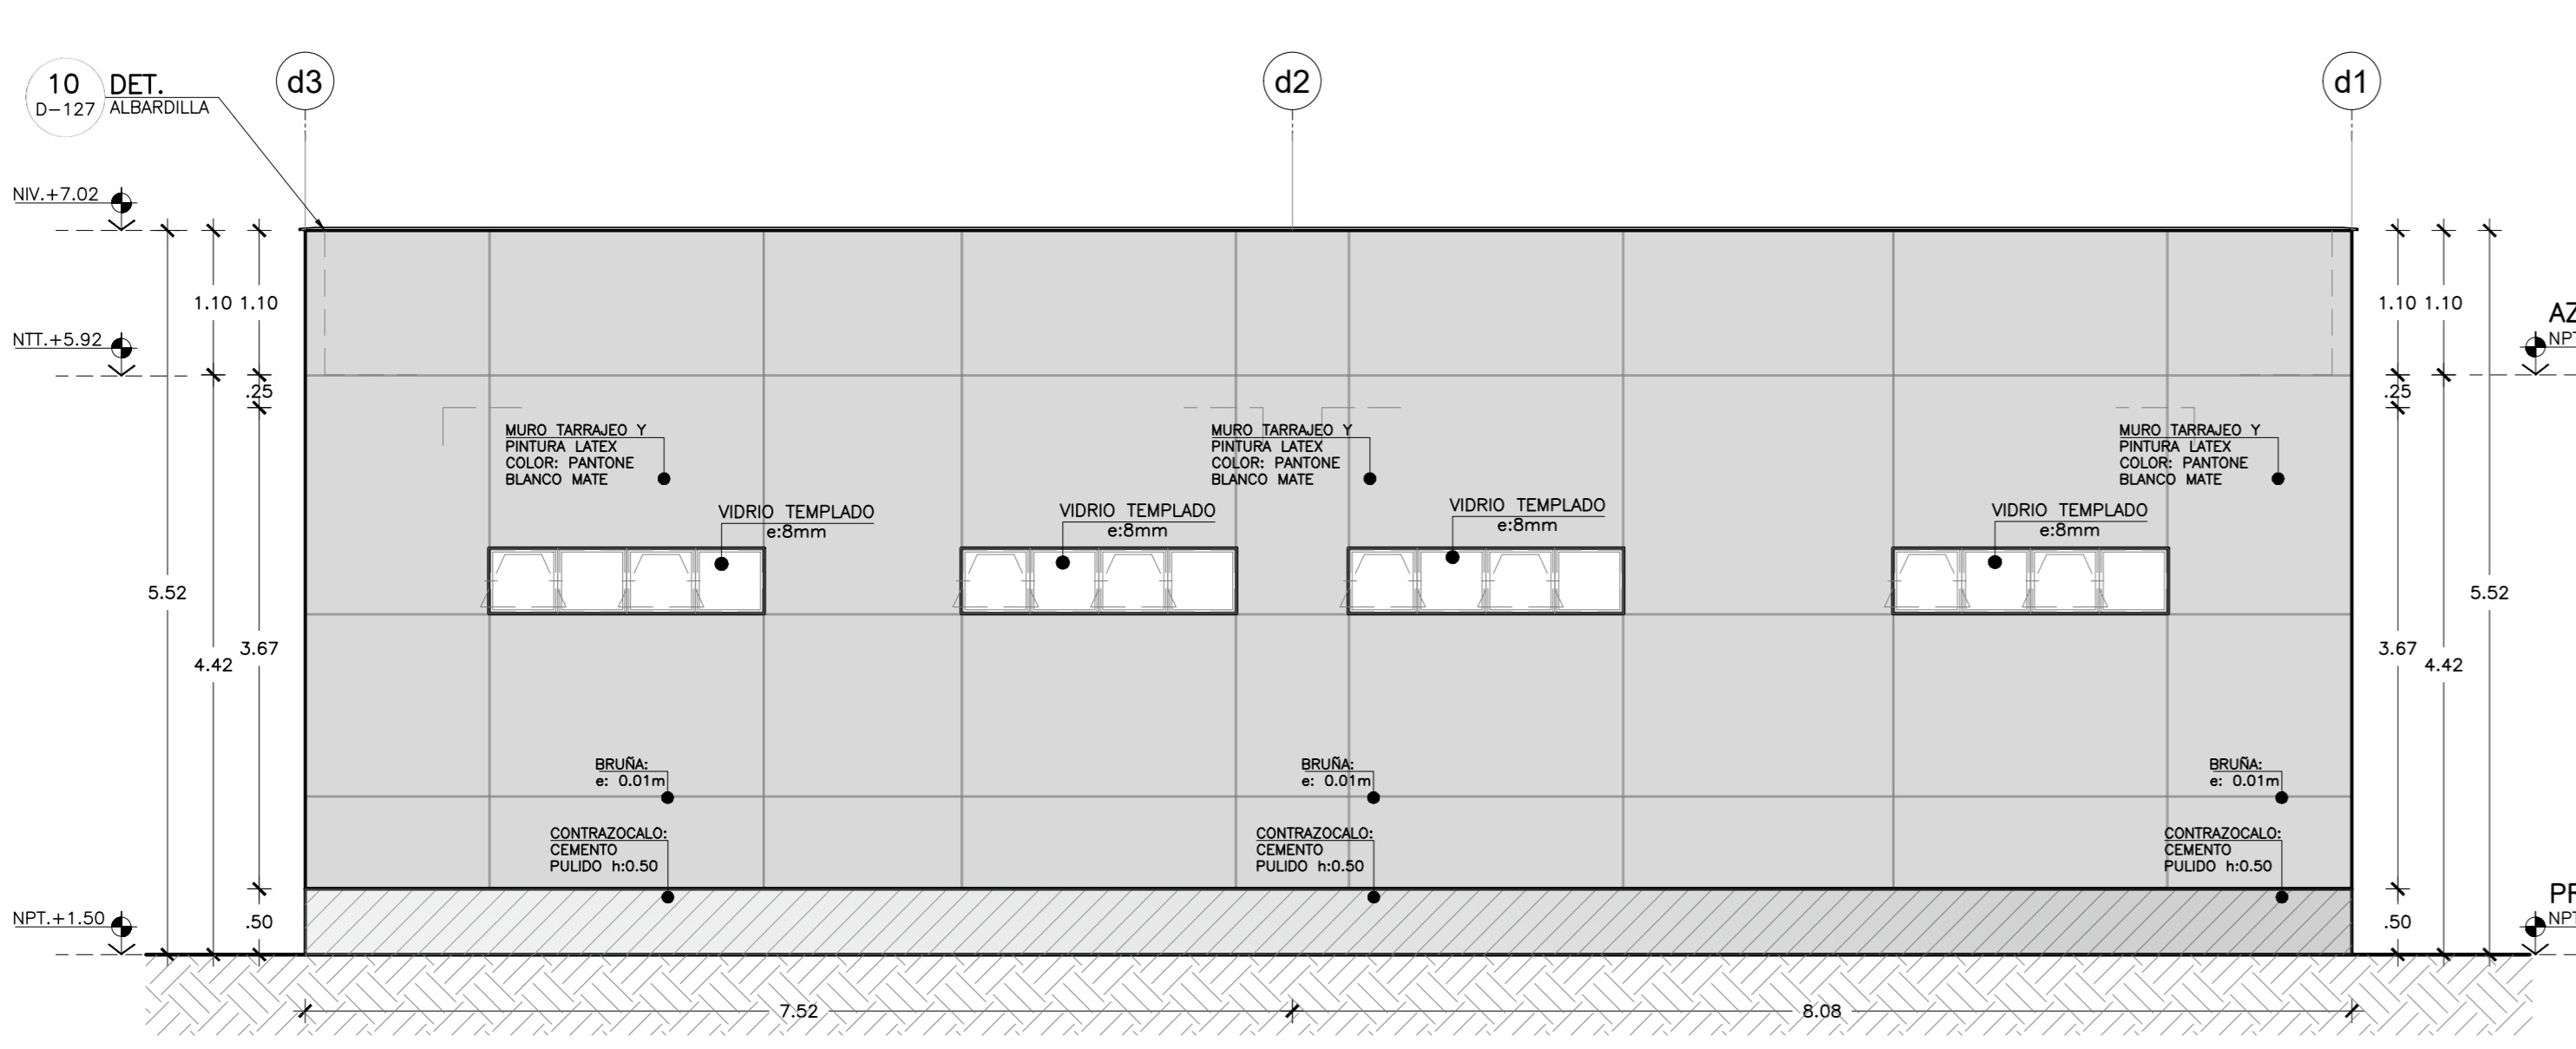 d3
d2
d1
10
D-127
DET.
ALBARDILLA
NIV.+7.02
1.10
1.10
1.10
1.10
NTT.+5.92
AZ
NPT
.25
.25
MURO TARRAJEO Y
PINTURA LATEX
COLOR: PANTONE
BLANCO MATE
MURO TARRAJEO Y
PINTURA LATEX
COLOR: PANTONE
BLANCO MATE
MURO TARRAJEO Y
PINTURA LATEX
COLOR: PANTONE
BLANCO MATE
VIDRIO TEMPLADO
e:8mm
VIDRIO TEMPLADO
e:8mm
VIDRIO TEMPLADO
e:8mm
VIDRIO TEMPLADO
e:8mm
5.52
4.42
3.67
3.67
4.42
5.52
BRUÑA:
e: 0.01m
BRUÑA:
e: 0.01m
BRUÑA:
e: 0.01m
CONTRAZOCALO:
CEMENTO
PULIDO h:0.50
CONTRAZOCALO:
CEMENTO
PULIDO h:0.50
CONTRAZOCALO:
CEMENTO
PULIDO h:0.50
NPT.+1.50
.50
.50
PR
NPT
7.52
8.08